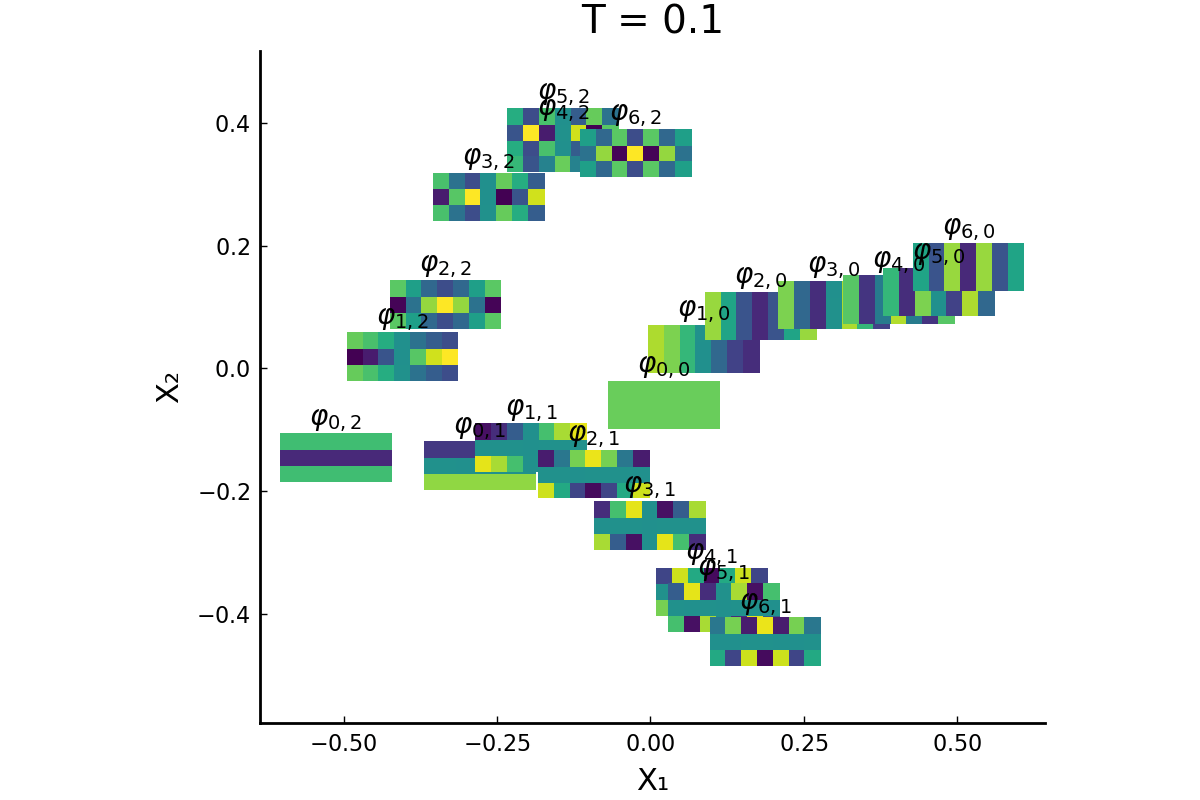 T = 0.1
φ5, 2
φ4, 2
φ6, 2
φ3, 2
φ2, 2
φ1, 2
φ0, 2
φ6, 0
φ5, 0
φ4, 0
φ3, 0
φ2, 0
φ1, 0
φ0, 0
φ0, 1
φ1, 1
φ2, 1
φ3, 1
φ4, 1
φ5, 1
φ6, 1
0.4
0.2
0.0
−0.2
−0.4
X₂
−0.50 −0.25 0.00 0.25 0.50
X₁